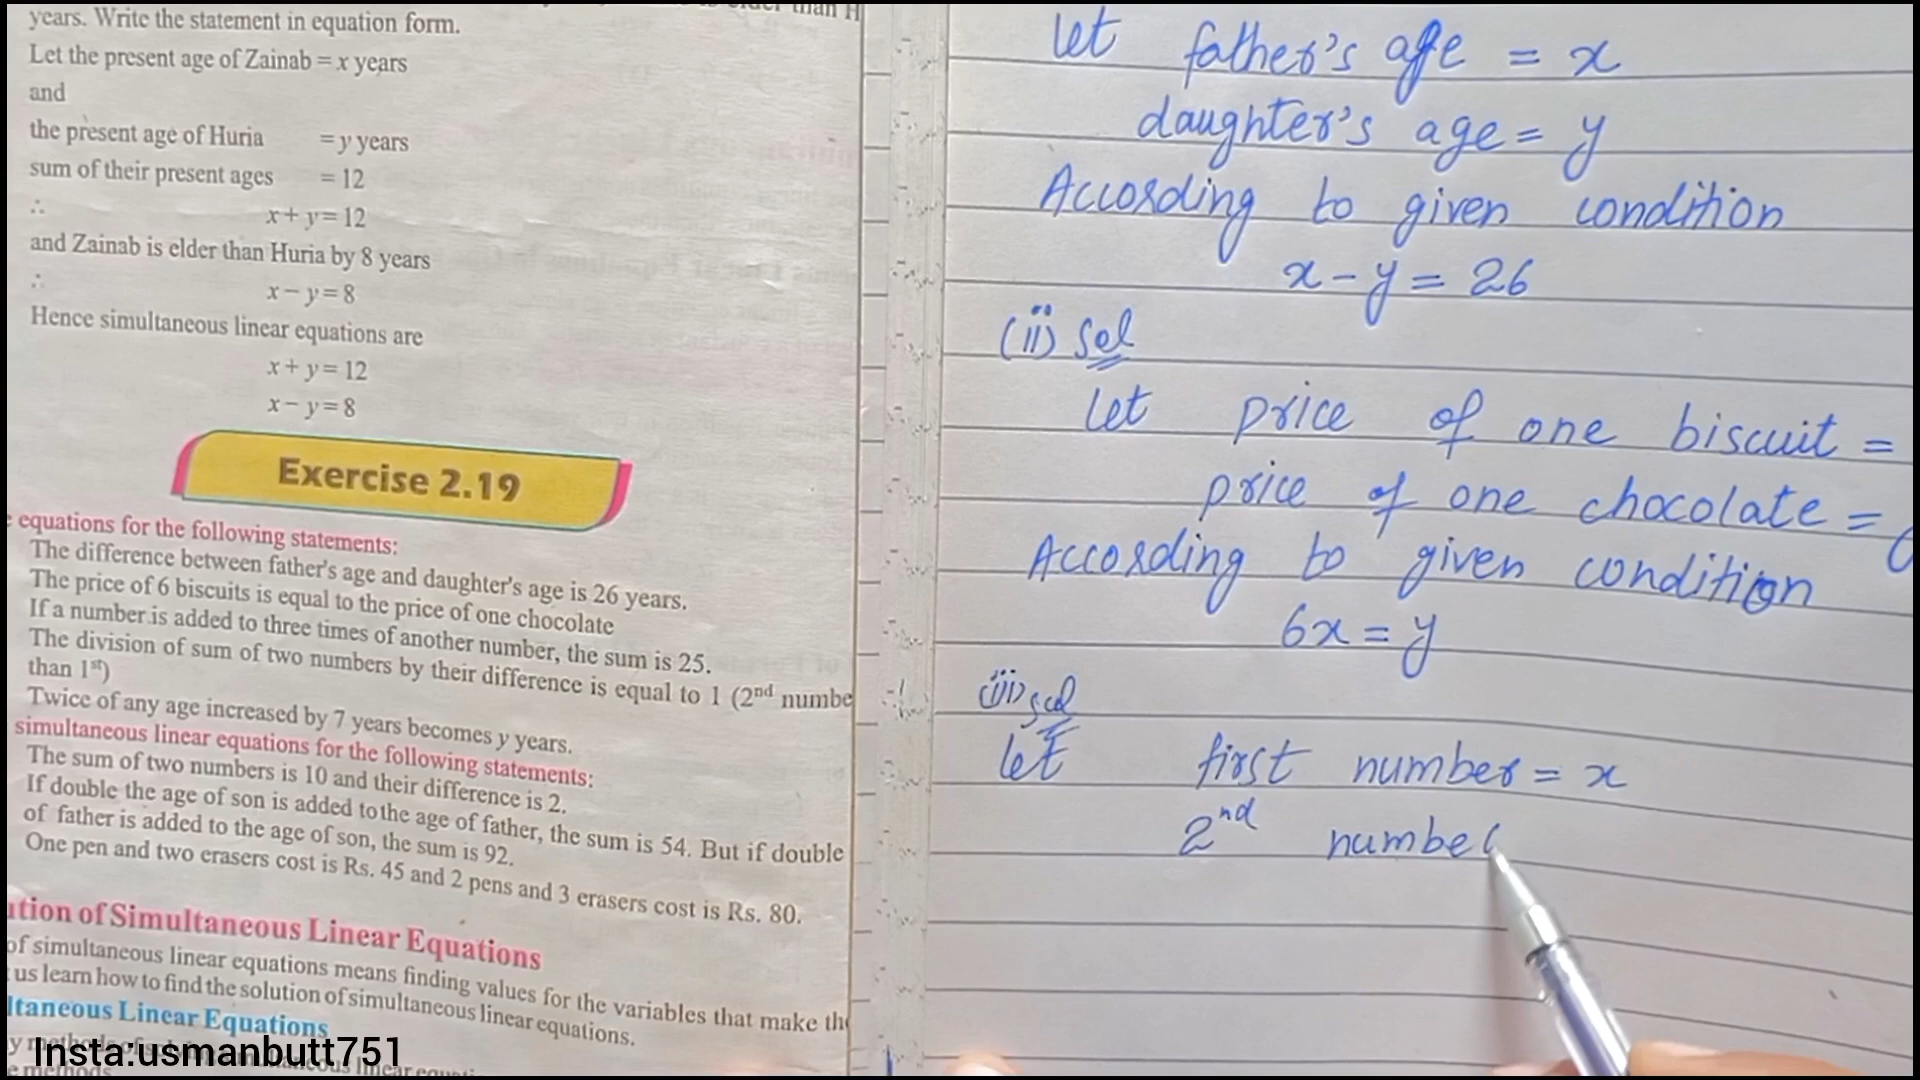 than H
years. Write the statement in equation form.
Let the present age of Zainab = x years
and
the present age of Huria = y years
sum of their present ages = 12
∴ x + y = 12
and Zainab is elder than Huria by 8 years
∴ x − y = 8
Hence simultaneous linear equations are
x + y = 12
x − y = 8
Exercise 2.19
equations for the following statements:
The difference between father's age and daughter's age is 26 years.
The price of 6 biscuits is equal to the price of one chocolate
If a number is added to three times of another number, the sum is 25.
The division of sum of two numbers by their difference is equal to 1 (2nd numbe
than 1st)
Twice of any age increased by 7 years becomes y years.
simultaneous linear equations for the following statements:
The sum of two numbers is 10 and their difference is 2.
If double the age of son is added to the age of father, the sum is 54. But if double
of father is added to the age of son, the sum is 92.
One pen and two erasers cost is Rs. 45 and 2 pens and 3 erasers cost is Rs. 80.
ution of Simultaneous Linear Equations
of simultaneous linear equations means finding values for the variables that make the
us learn how to find the solution of simultaneous linear equations.
ltaneous Linear Equations
Insta:usmanbutt751
e methods
let father's age = x
daughter's age = y
According to given condition
x − y = 26
(ii) sol
let price of one biscuit =
price of one chocolate =
According to given condition
6x = y
(iii) sol
let first number = x
2nd number